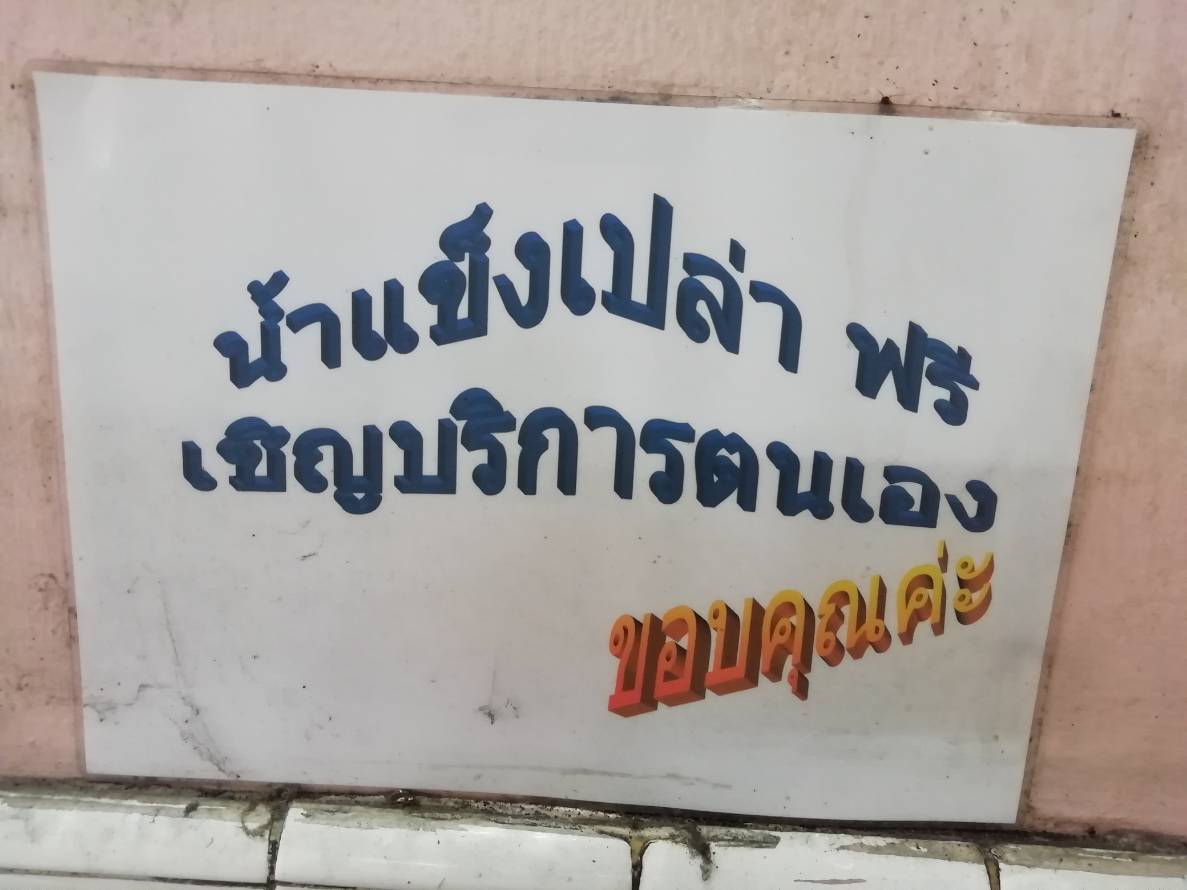 น้ำแข็งเปล่า ฟรี
เชิญบริการตนเอง
ขอบคุณค่ะ